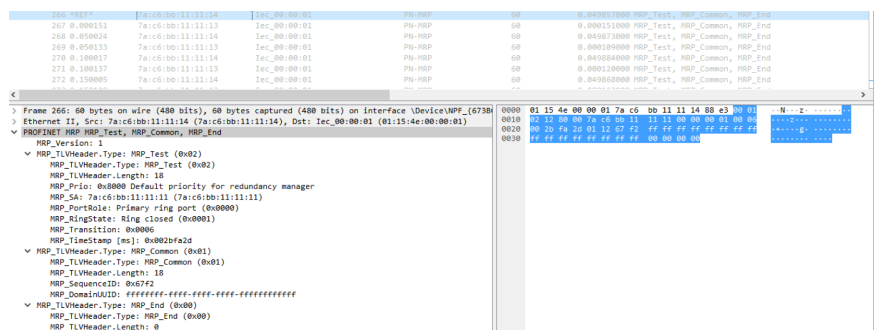 266 *REF* 7a:c6:bb:11:11:14 Iec_00:00:01 PN-MRP 60 0.049857000 MRP_Test, MRP_Common, MRP_End
267 0.000151 7a:c6:bb:11:11:13 Iec_00:00:01 PN-MRP 60 0.000151000 MRP_Test, MRP_Common, MRP_End
268 0.050024 7a:c6:bb:11:11:14 Iec_00:00:01 PN-MRP 60 0.049873000 MRP_Test, MRP_Common, MRP_End
269 0.050133 7a:c6:bb:11:11:13 Iec_00:00:01 PN-MRP 60 0.000109000 MRP_Test, MRP_Common, MRP_End
270 0.100017 7a:c6:bb:11:11:14 Iec_00:00:01 PN-MRP 60 0.049884000 MRP_Test, MRP_Common, MRP_End
271 0.100137 7a:c6:bb:11:11:13 Iec_00:00:01 PN-MRP 60 0.000120000 MRP_Test, MRP_Common, MRP_End
272 0.150005 7a:c6:bb:11:11:14 Iec_00:00:01 PN-MRP 60 0.049868000 MRP_Test, MRP_Common, MRP_End
Frame 266: 60 bytes on wire (480 bits), 60 bytes captured (480 bits) on interface \Device\NPF_{673B
Ethernet II, Src: 7a:c6:bb:11:11:14 (7a:c6:bb:11:11:14), Dst: Iec_00:00:01 (01:15:4e:00:00:01)
PROFINET MRP MRP_Test, MRP_Common, MRP_End
MRP_Version: 1
MRP_TLVHeader.Type: MRP_Test (0x02)
MRP_TLVHeader.Type: MRP_Test (0x02)
MRP_TLVHeader.Length: 18
MRP_Prio: 0x8000 Default priority for redundancy manager
MRP_SA: 7a:c6:bb:11:11:11 (7a:c6:bb:11:11:11)
MRP_PortRole: Primary ring port (0x0000)
MRP_RingState: Ring closed (0x0001)
MRP_Transition: 0x0006
MRP_TimeStamp [ms]: 0x002bfa2d
MRP_TLVHeader.Type: MRP_Common (0x01)
MRP_TLVHeader.Type: MRP_Common (0x01)
MRP_TLVHeader.Length: 18
MRP_SequenceID: 0x67f2
MRP_DomainUUID: ffffffff-ffff-ffff-ffff-ffffffffffff
MRP_TLVHeader.Type: MRP_End (0x00)
MRP_TLVHeader.Type: MRP_End (0x00)
MRP_TLVHeader.Length: 0
0000 01 15 4e 00 00 01 7a c6 bb 11 11 14 88 e3 00 01 ··N···z· ········
0010 02 12 80 00 7a c6 bb 11 11 11 00 00 00 01 00 06 ····z··· ········
0020 00 2b fa 2d 01 12 67 f2 ff ff ff ff ff ff ff ff ·+·-··g· ········
0030 ff ff ff ff ff ff ff ff 00 00 00 00 ········ ····